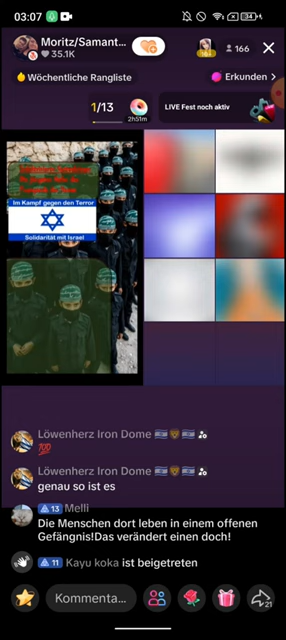 03:07
34
Moritz/Samant...
35.1K
166
Wöchentliche Rangliste
Erkunden >
1/13
2h51m
LIVE Fest noch aktiv
Im Kampf gegen den Terror
Solidarität mit Israel
Löwenherz Iron Dome
💯
Löwenherz Iron Dome
genau so ist es
13 Melli
Die Menschen dort leben in einem offenen
Gefängnis!Das verändert einen doch!
11 Kayu koka ist beigetreten
Kommenta...
21